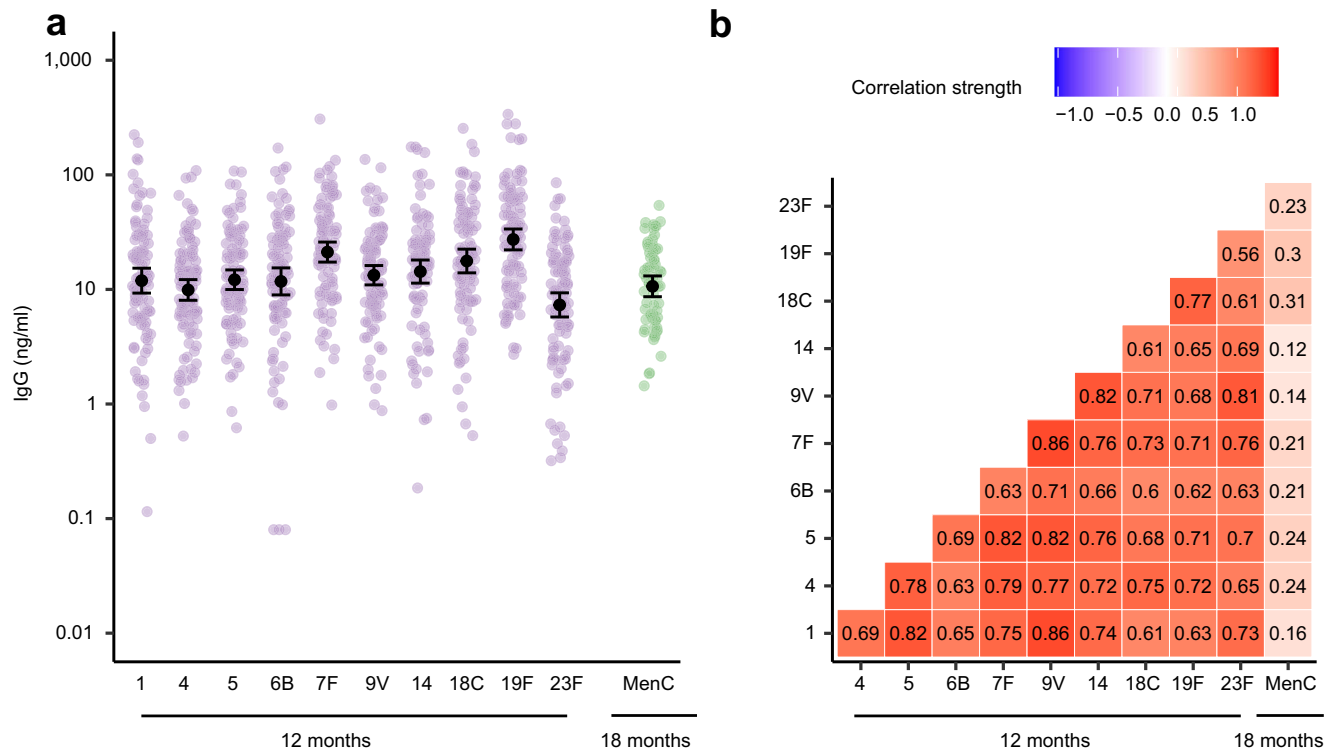 a
1,000
100
10
1
0.1
0.01
IgG (ng/ml)
1 4 5 6B 7F 9V 14 18C 19F 23F MenC
12 months 18 months
b
Correlation strength
−1.0 −0.5 0.0 0.5 1.0
23F 0.23
19F 0.56 0.3
18C 0.77 0.61 0.31
14 0.61 0.65 0.69 0.12
9V 0.82 0.71 0.68 0.81 0.14
7F 0.86 0.76 0.73 0.71 0.76 0.21
6B 0.63 0.71 0.66 0.6 0.62 0.63 0.21
5 0.69 0.82 0.82 0.76 0.68 0.71 0.7 0.24
4 0.78 0.63 0.79 0.77 0.72 0.75 0.72 0.65 0.24
1 0.69 0.82 0.65 0.75 0.86 0.74 0.61 0.63 0.73 0.16
4 5 6B 7F 9V 14 18C 19F 23F MenC
12 months 18 months